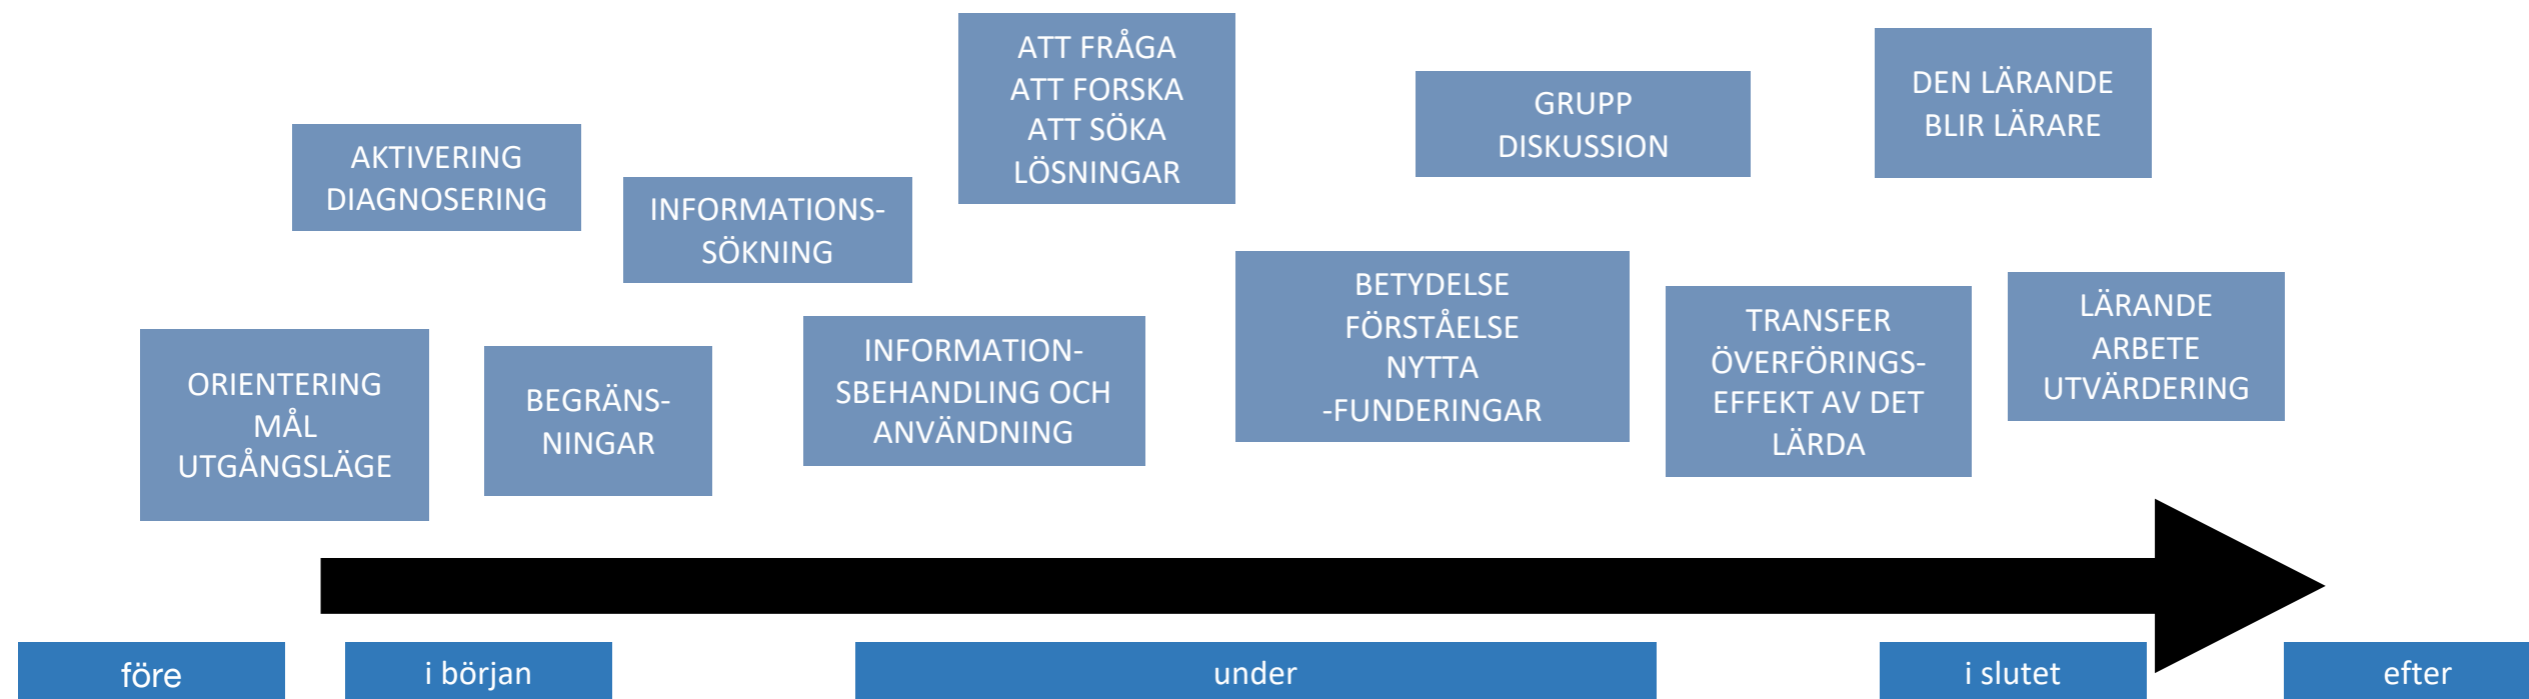 ATT FRÅGA
ATT FORSKA
ATT SÖKA
LÖSNINGAR
DEN LÄRANDE
BLIR LÄRARE
GRUPP
DISKUSSION
AKTIVERING
DIAGNOSERING
INFORMATIONS-
SÖKNING
BETYDELSE
FÖRSTÅELSE
NYTTA
-FUNDERINGAR
LÄRANDE
ARBETE
UTVÄRDERING
TRANSFER
ÖVERFÖRINGS-
EFFEKT AV DET
LÄRDA
INFORMATION-
SBEHANDLING OCH
ANVÄNDNING
ORIENTERING
MÅL
UTGÅNGSLÄGE
BEGRÄNS-
NINGAR
före
i början
under
i slutet
efter